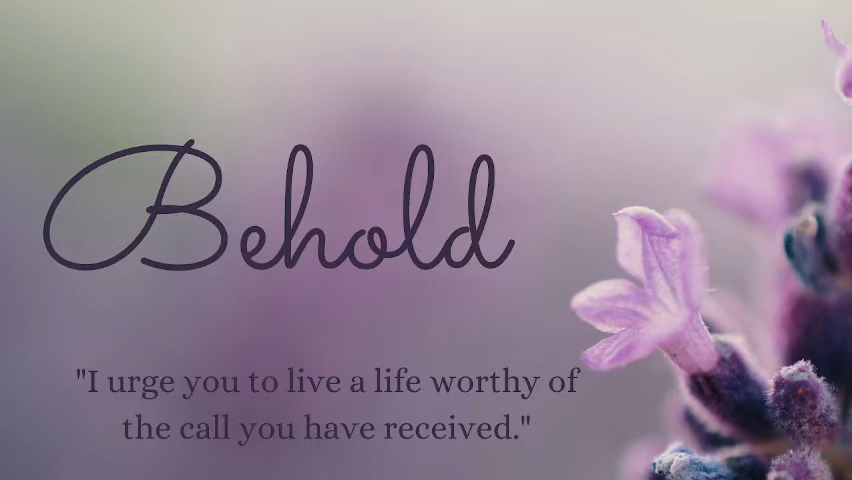 Behold
"I urge you to live a life worthy of
the call you have received."